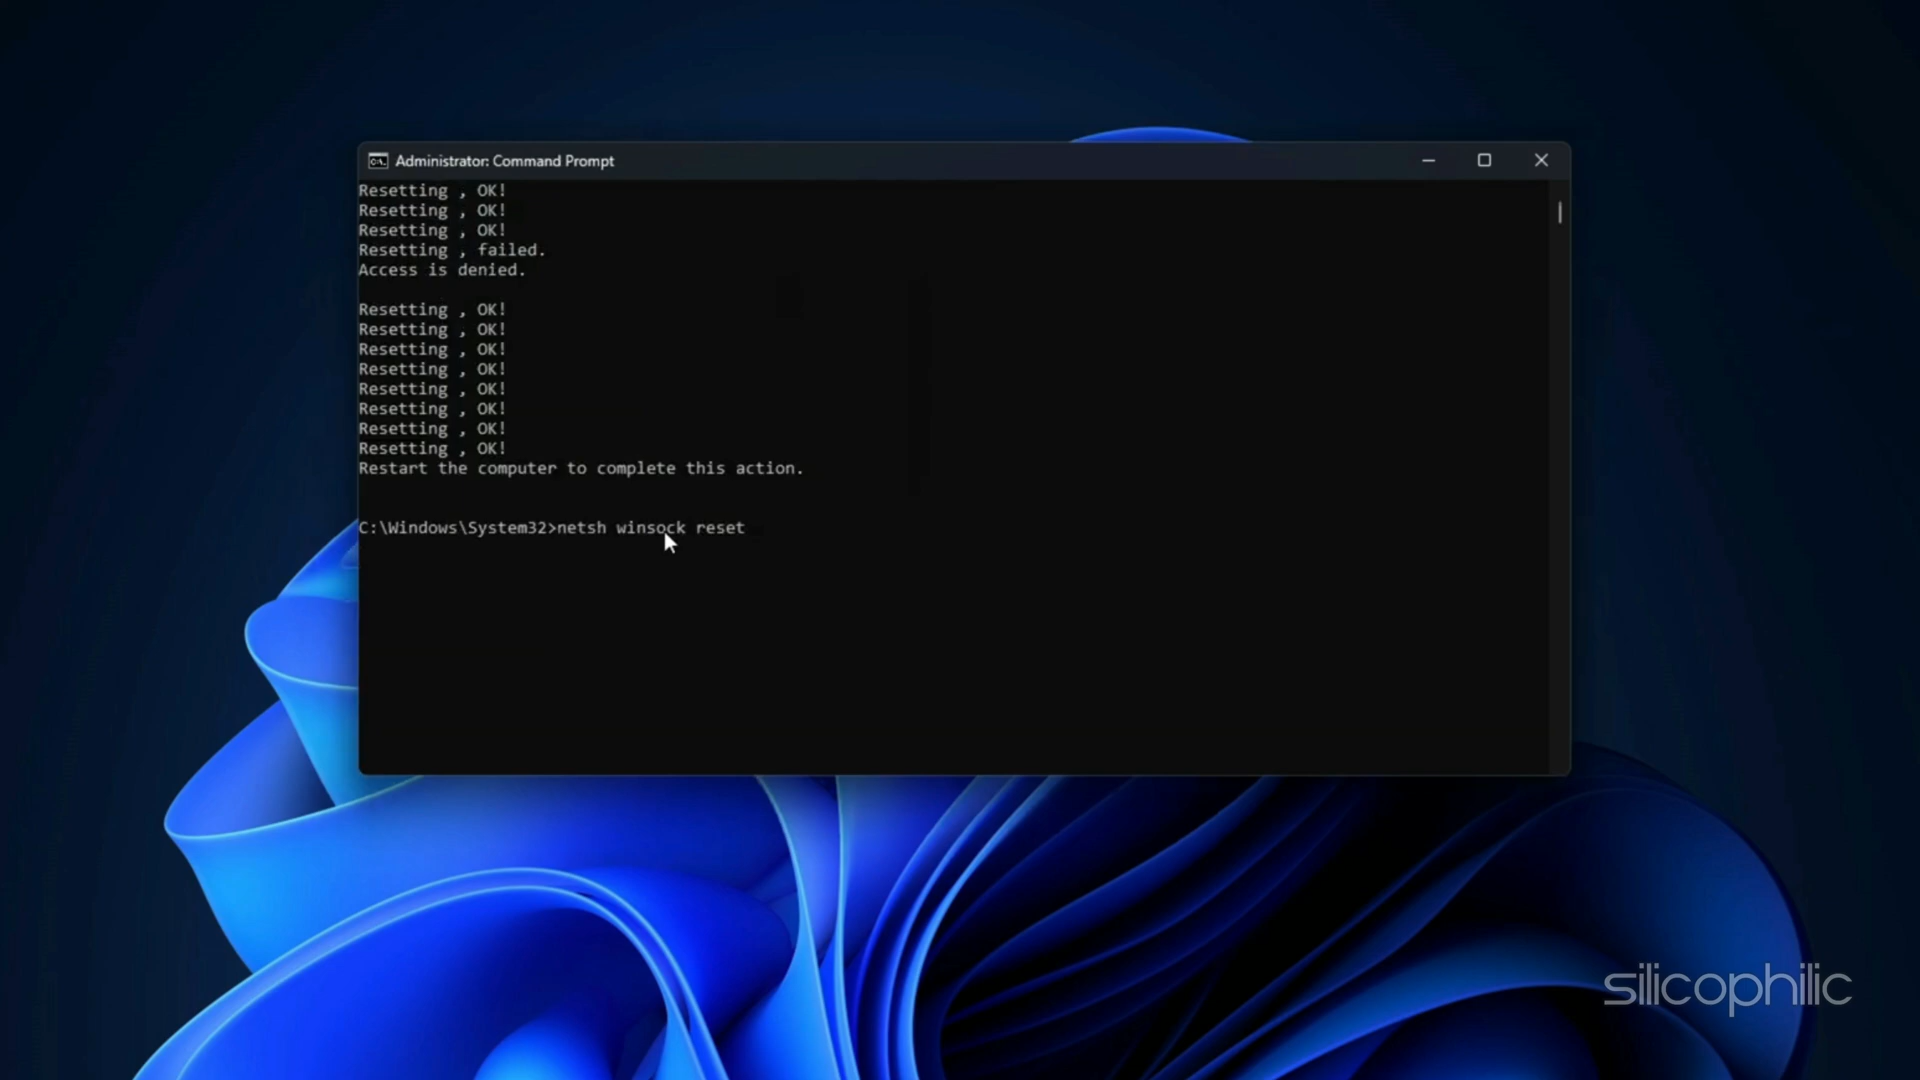 Administrator: Command Prompt
Resetting , OK!
Resetting , OK!
Resetting , OK!
Resetting , failed.
Access is denied.
Resetting , OK!
Resetting , OK!
Resetting , OK!
Resetting , OK!
Resetting , OK!
Resetting , OK!
Resetting , OK!
Resetting , OK!
Restart the computer to complete this action.
C:\Windows\System32>netsh winsock reset
silicophilic